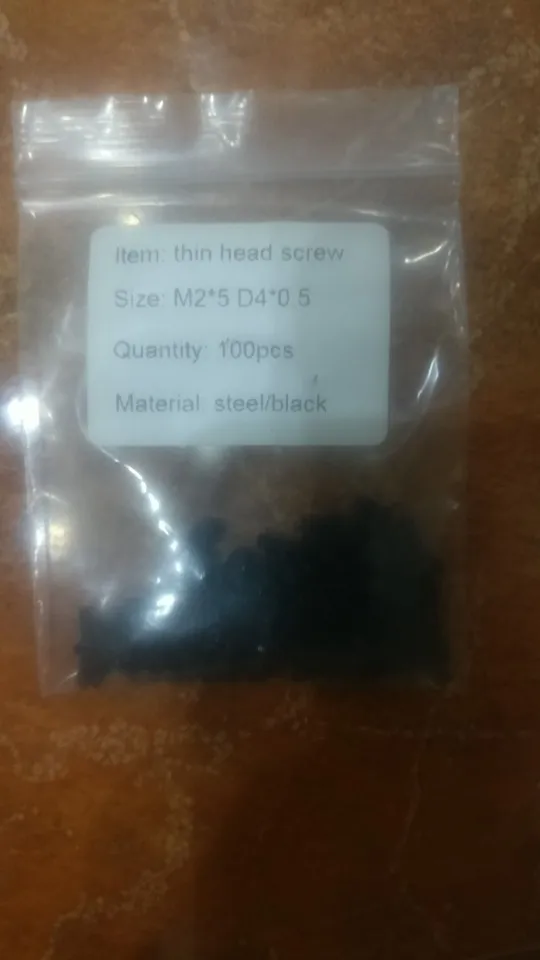 Item: thin head screw
Size: M2*5 D4*0.5
Quantity: 100pcs
Material: steel/black